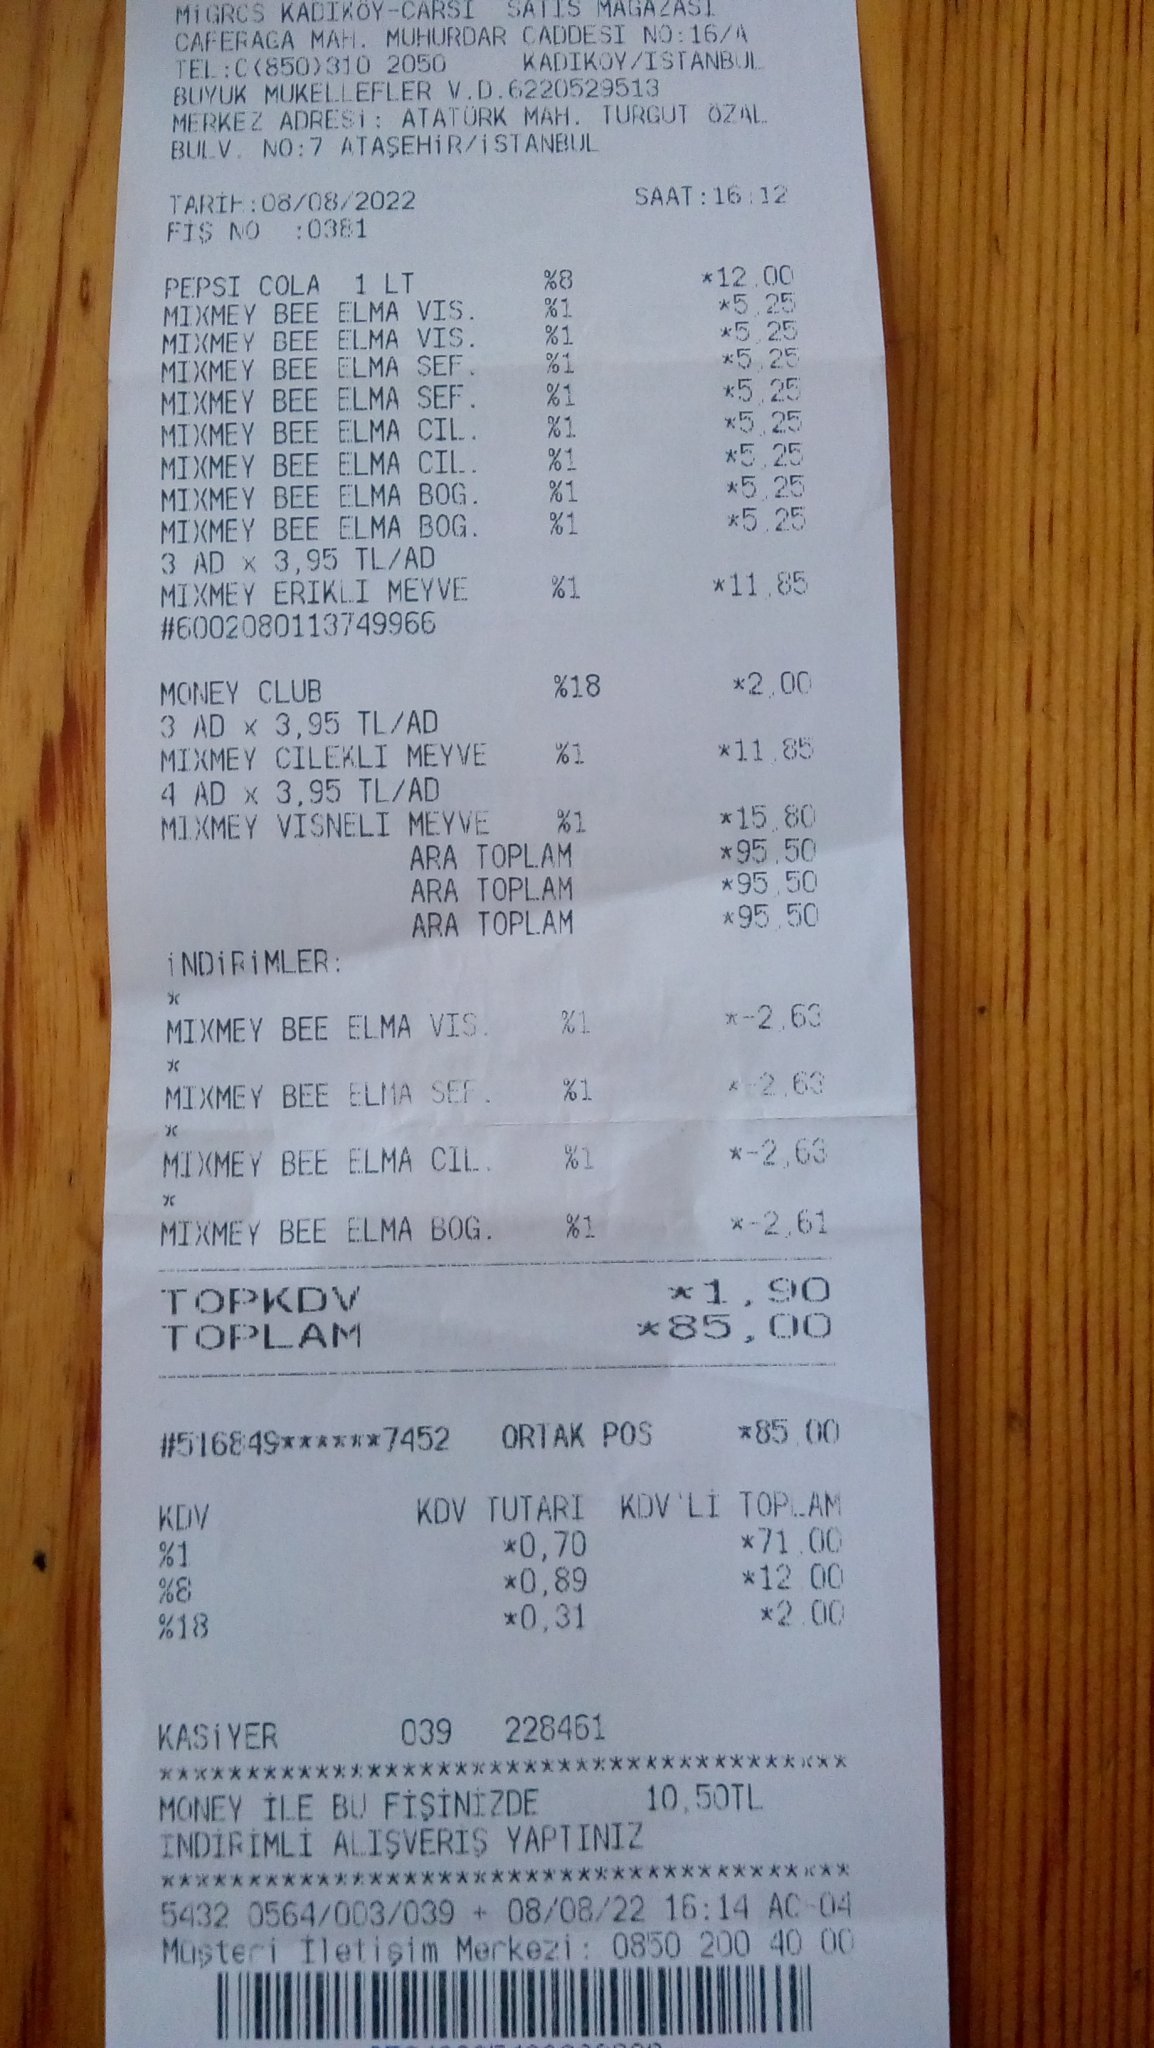 MİGROS KADIKÖY-ÇARSI SATIS MAGAZASI
CAFERAGA MAH. MUHURDAR CADDESI NO:16/A
TEL:0(850)310 2050 KADIKOY/ISTANBUL
BUYUK MUKELLEFLER V.D.6220529513
MERKEZ ADRESİ: ATATÜRK MAH. TURGUT ÖZAL
BULV. NO:7 ATAŞEHİR/İSTANBUL
TARİH:08/08/2022 SAAT:16:12
FİŞ NO :0381
PEPSI COLA 1 LT %8 *12,00
MIXMEY BEE ELMA VIS. %1 *5,25
MIXMEY BEE ELMA VIS. %1 *5,25
MIXMEY BEE ELMA SEF. %1 *5,25
MIXMEY BEE ELMA SEF. %1 *5,25
MIXMEY BEE ELMA CIL. %1 *5,25
MIXMEY BEE ELMA CIL. %1 *5,25
MIXMEY BEE ELMA BOG. %1 *5,25
MIXMEY BEE ELMA BOG. %1 *5,25
3 AD x 3,95 TL/AD
MIXMEY ERIKLI MEYVE %1 *11,85
#6002080113749966
MONEY CLUB %18 *2,00
3 AD x 3,95 TL/AD
MIXMEY CILEKLI MEYVE %1 *11,85
4 AD x 3,95 TL/AD
MIXMEY VISNELI MEYVE %1 *15,80
ARA TOPLAM *95,50
ARA TOPLAM *95,50
ARA TOPLAM *95,50
İNDİRİMLER:
*
MIXMEY BEE ELMA VIS. %1 *-2,63
*
MIXMEY BEE ELMA SEF. %1 *-2,63
*
MIXMEY BEE ELMA CIL. %1 *-2,63
*
MIXMEY BEE ELMA BOG. %1 *-2,61
TOPKDV *1,90
TOPLAM *85,00
#516849******7452 ORTAK POS *85,00
KDV KDV TUTARI KDV'Lİ TOPLAM
%1 *0,70 *71,00
%8 *0,89 *12,00
%18 *0,31 *2,00
KASİYER 039 228461
******************************************
MONEY İLE BU FİŞİNİZDE 10,50TL
İNDİRİMLİ ALIŞVERİŞ YAPTINIZ
******************************************
5432 0564/003/039 + 08/08/22 16:14 AC-04
Müşteri İletişim Merkezi: 0850 200 40 00